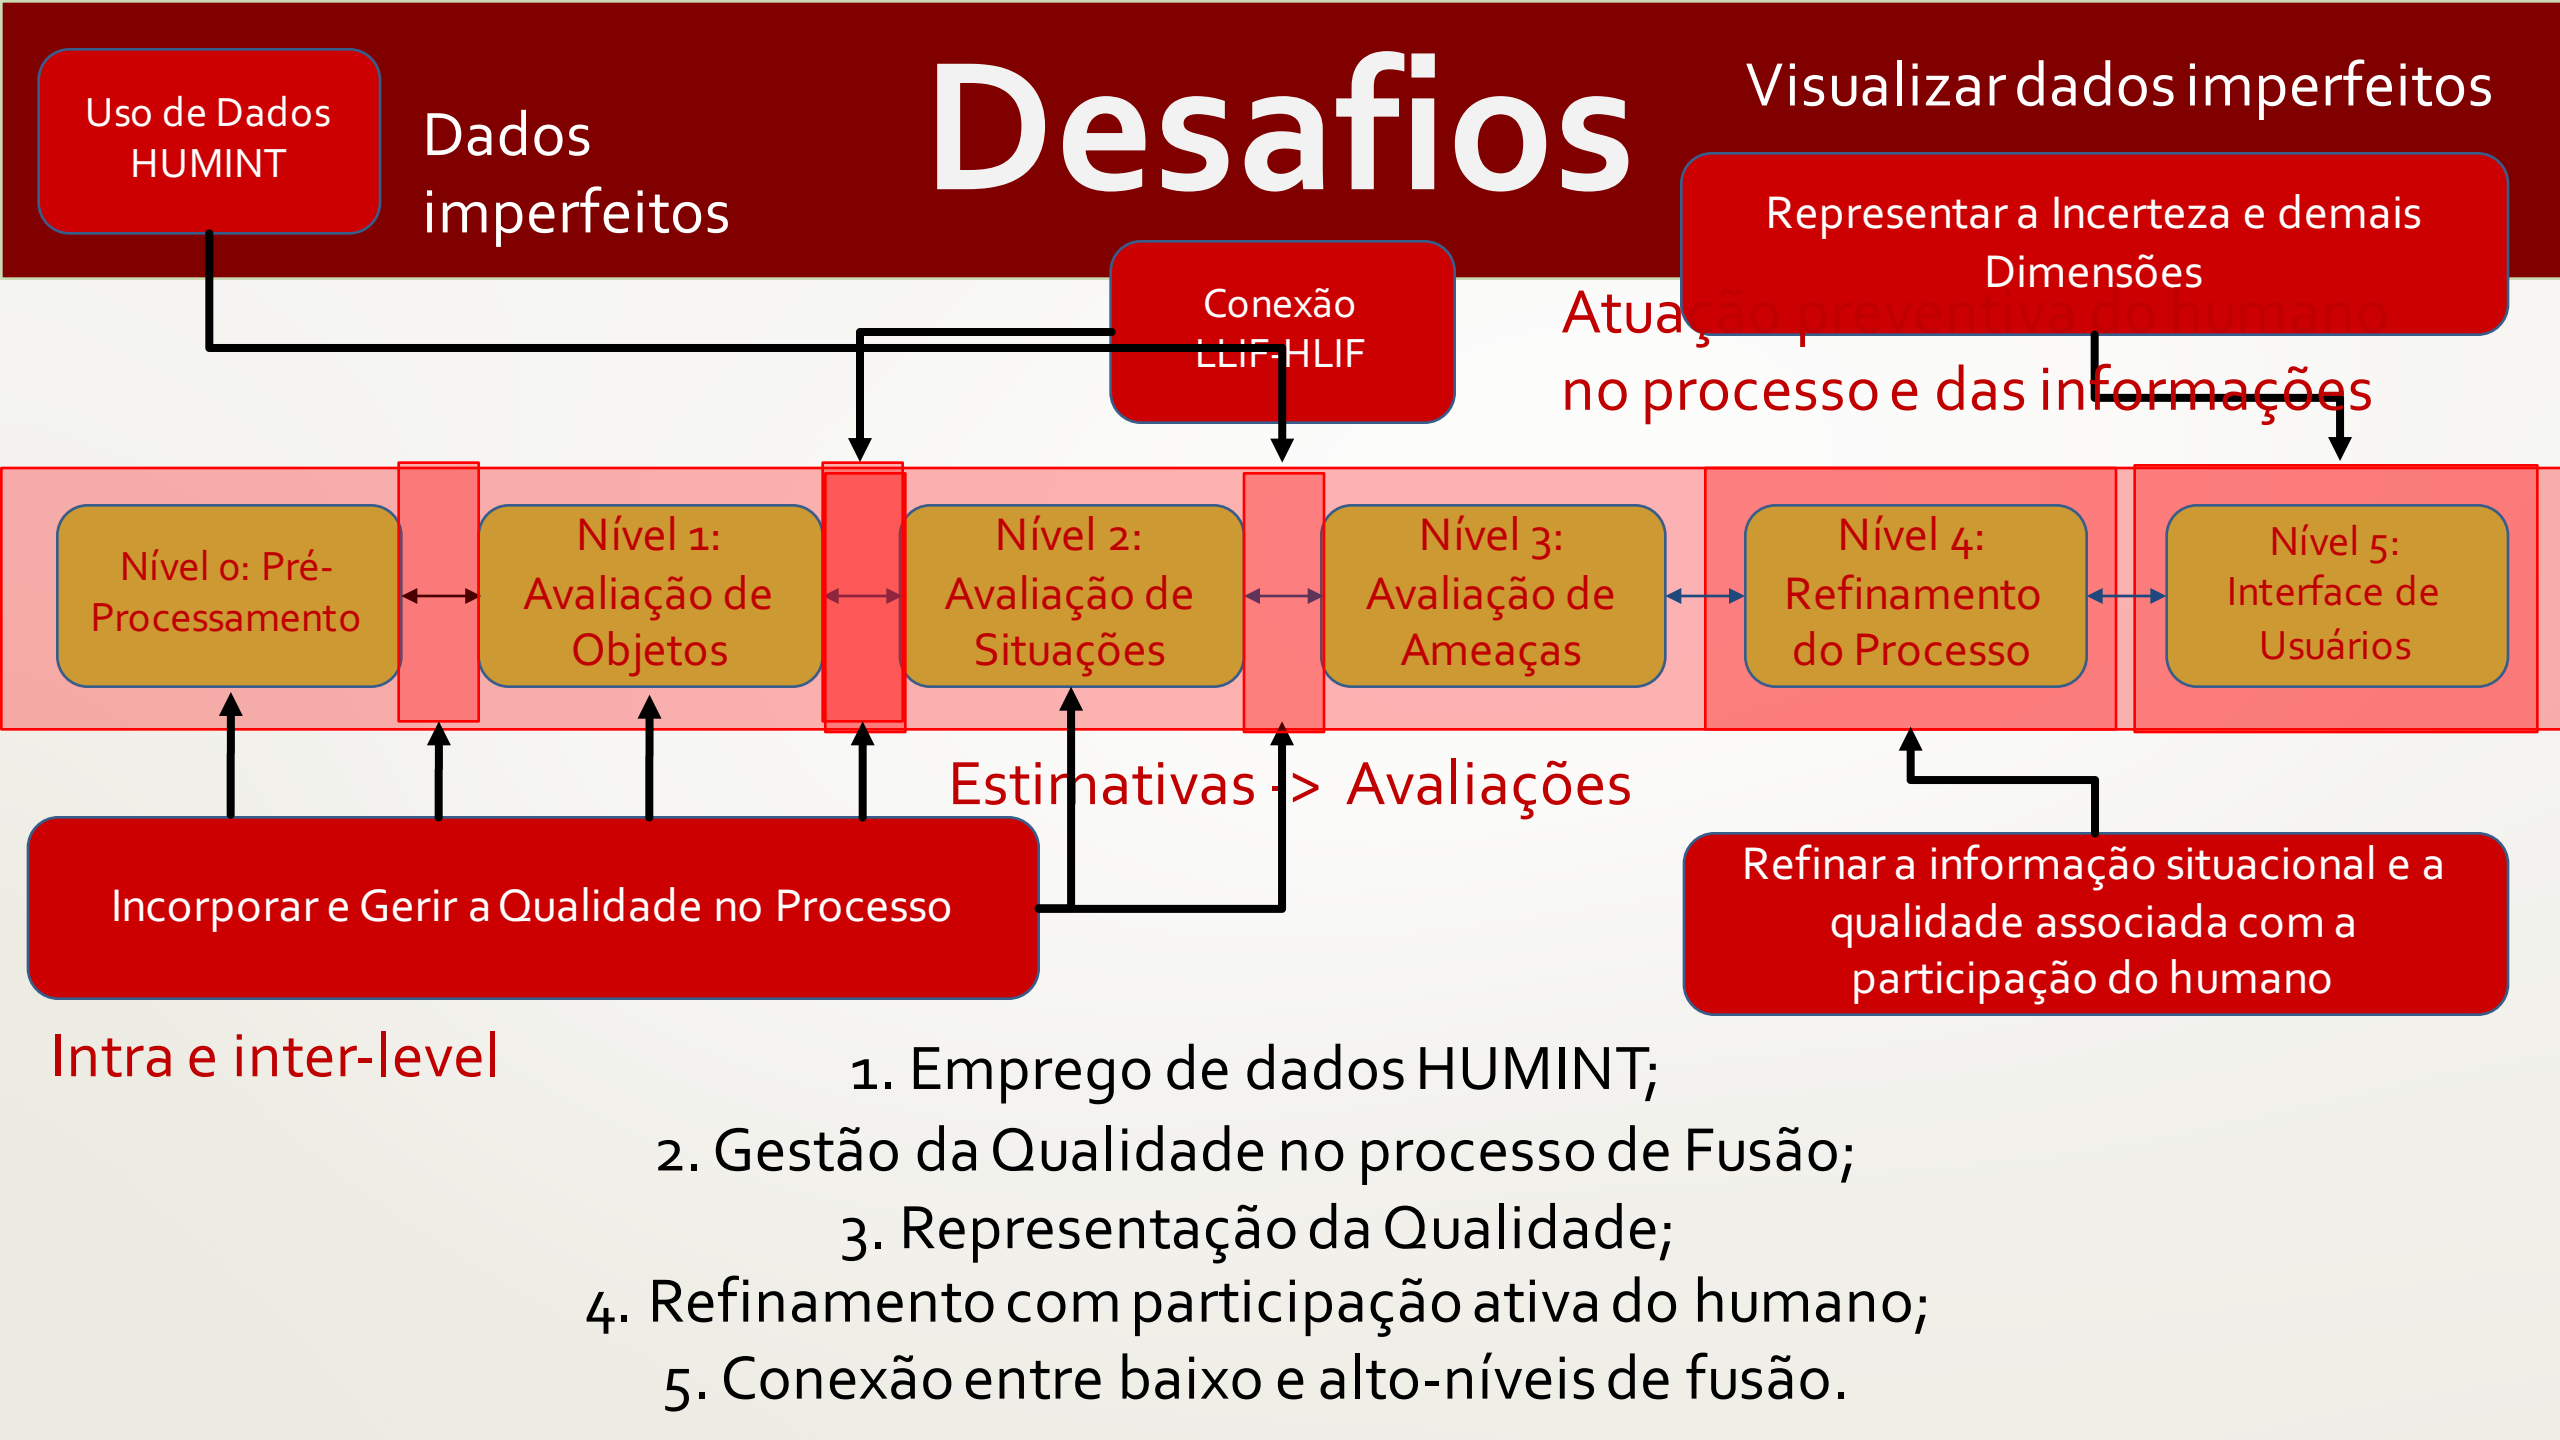 Desafios
Uso de Dados
HUMINT
Dados
imperfeitos
Visualizar dados imperfeitos
Representar a Incerteza e demais
Dimensões
Conexão
LLIF-HLIF
Atuação preventiva do humano
no processo e das informações
Nível 0: Pré-
Processamento
Nível 1:
Avaliação de
Objetos
Nível 2:
Avaliação de
Situações
Nível 3:
Avaliação de
Ameaças
Nível 4:
Refinamento
do Processo
Nível 5:
Interface de
Usuários
Estimativas -> Avaliações
Incorporar e Gerir a Qualidade no Processo
Refinar a informação situacional e a
qualidade associada com a
participação do humano
Intra e inter-level
1. Emprego de dados HUMINT;
2. Gestão da Qualidade no processo de Fusão;
3. Representação da Qualidade;
4. Refinamento com participação ativa do humano;
5. Conexão entre baixo e alto-níveis de fusão.